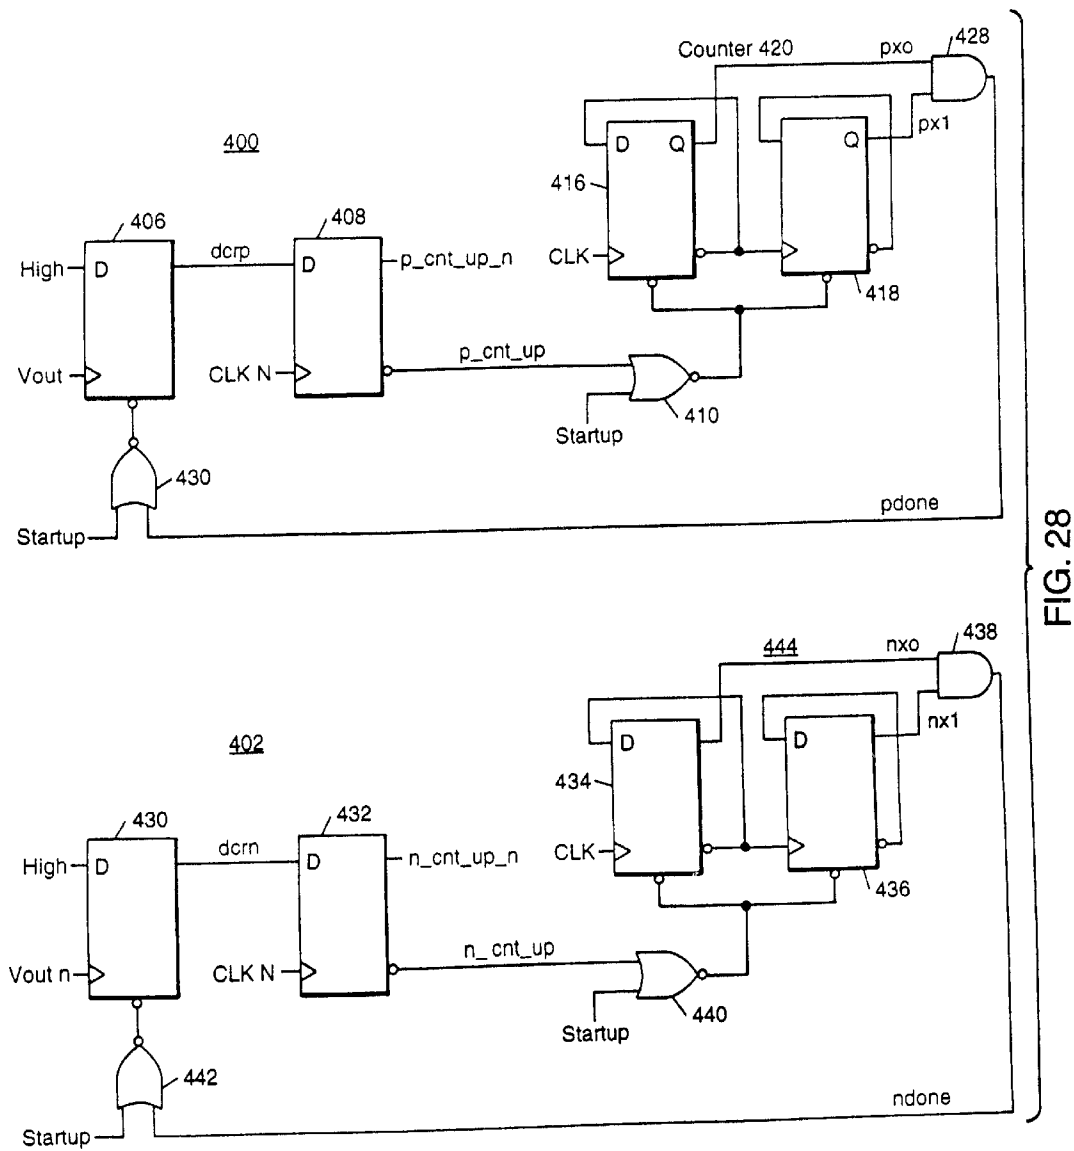 Counter 420
pxo
428
400
D
Q
Q
px1
416
406
408
dcrp
High
D
D
p_cnt_up_n
CLK
418
p_cnt_up
Vout
CLK N
410
Startup
430
pdone
Startup
FIG. 28
438
444
nxo
402
D
D
nx1
434
430
432
dcrn
High
D
D
n_cnt_up_n
CLK
436
n_cnt_up
Vout n
CLK N
440
Startup
442
ndone
Startup